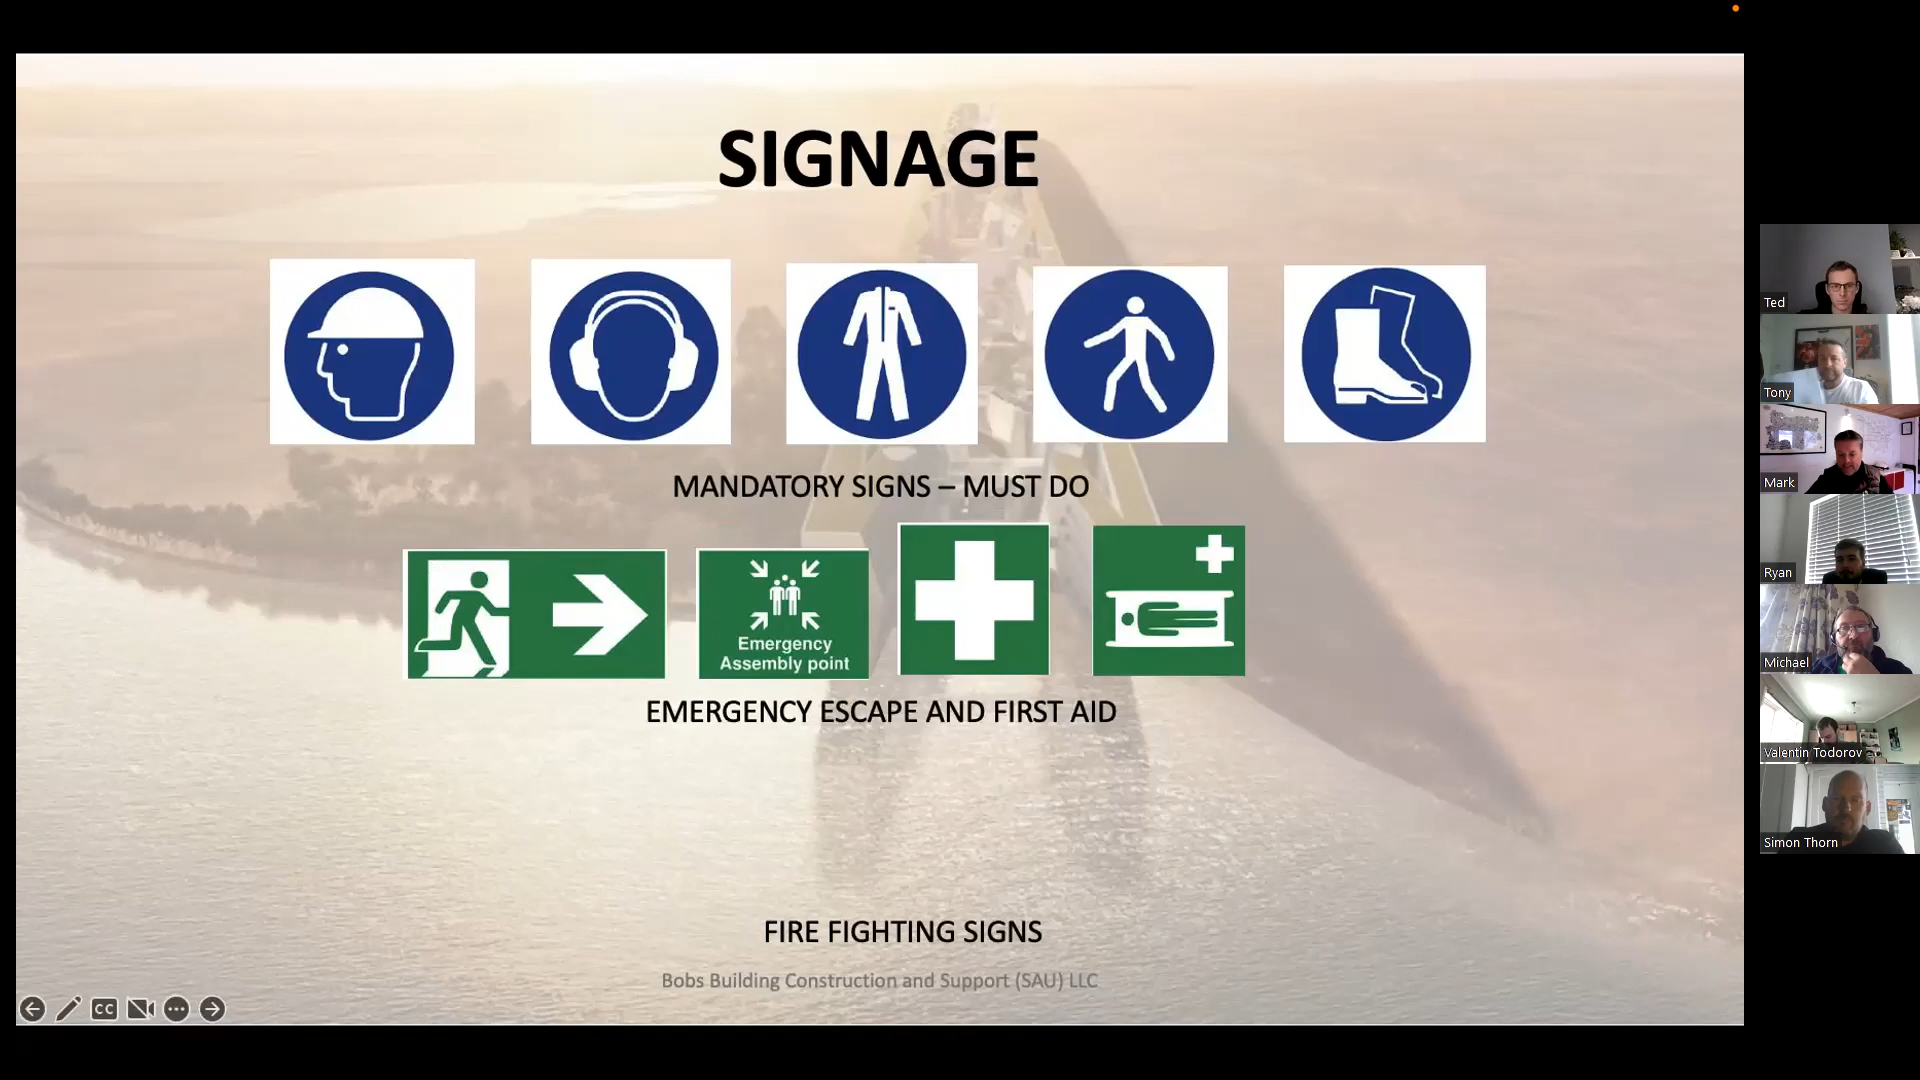 SIGNAGE
MANDATORY SIGNS – MUST DO
Emergency
Assembly point
EMERGENCY ESCAPE AND FIRST AID
FIRE FIGHTING SIGNS
Bobs Building Construction and Support (SAU) LLC
CC
Ted
Tony
Mark
Ryan
Michael
Valentin Todorov
Simon Thorn